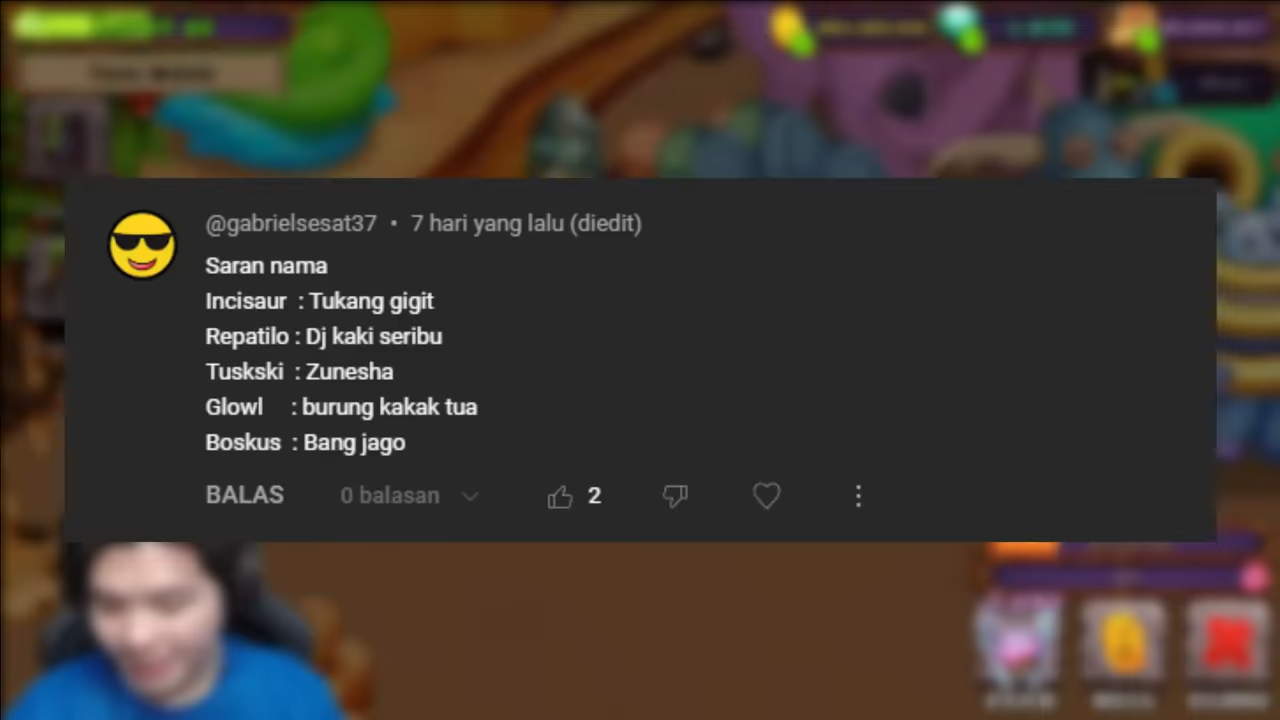 @gabrielsesat37 • 7 hari yang lalu (diedit)
Saran nama
Incisaur : Tukang gigit
Repatilo : Dj kaki seribu
Tuskski : Zunesha
Glowl : burung kakak tua
Boskus : Bang jago
BALAS 0 balasan 2